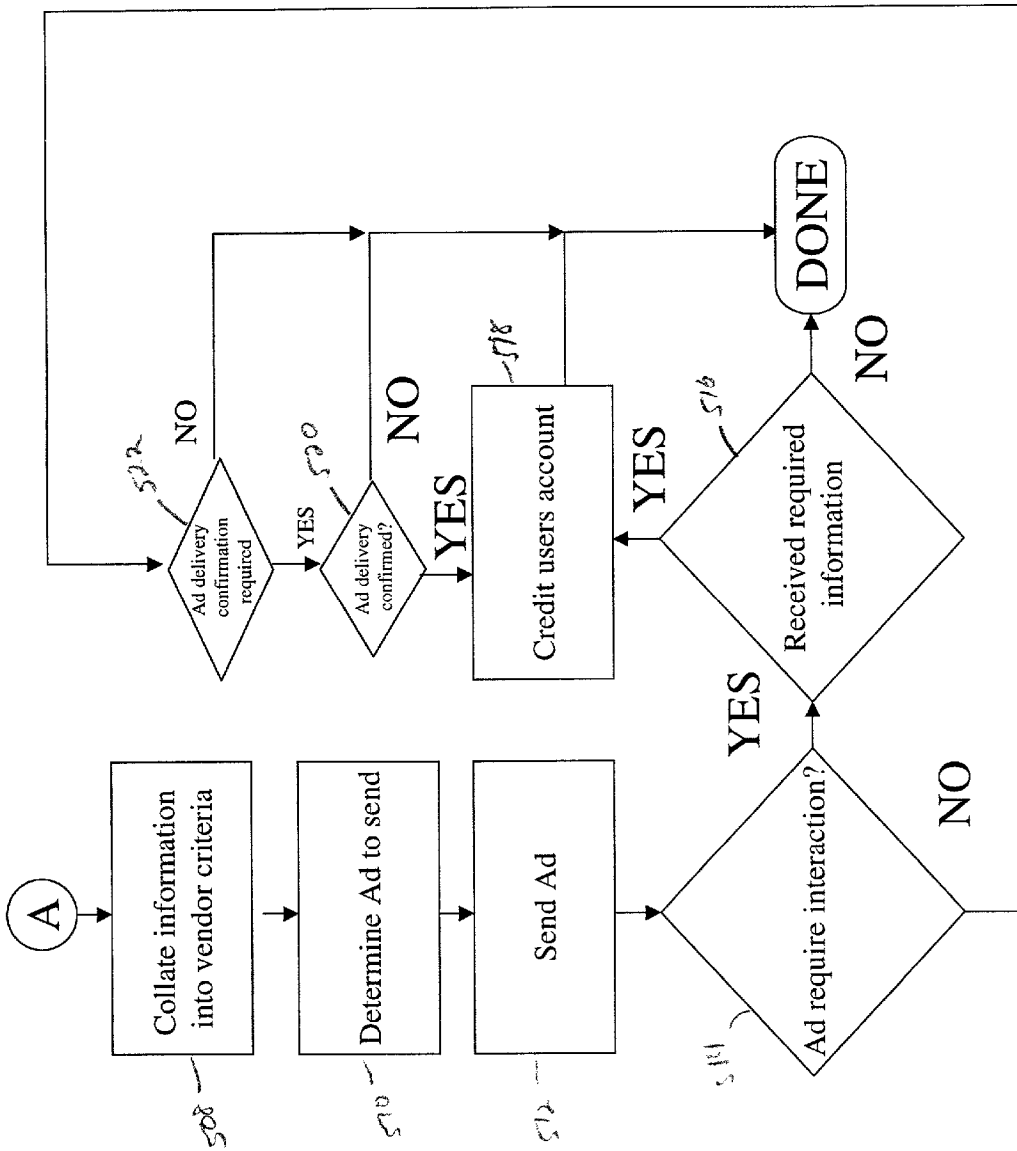 A
Collate information
into vendor criteria
508
Determine Ad to send
510
Send Ad
512
Ad require interaction?
514
YES
NO
Received required
information
516
YES
NO
Credit users account
518
Ad delivery
confirmation
required
522
YES
NO
Ad delivery
confirmed?
520
YES
NO
DONE